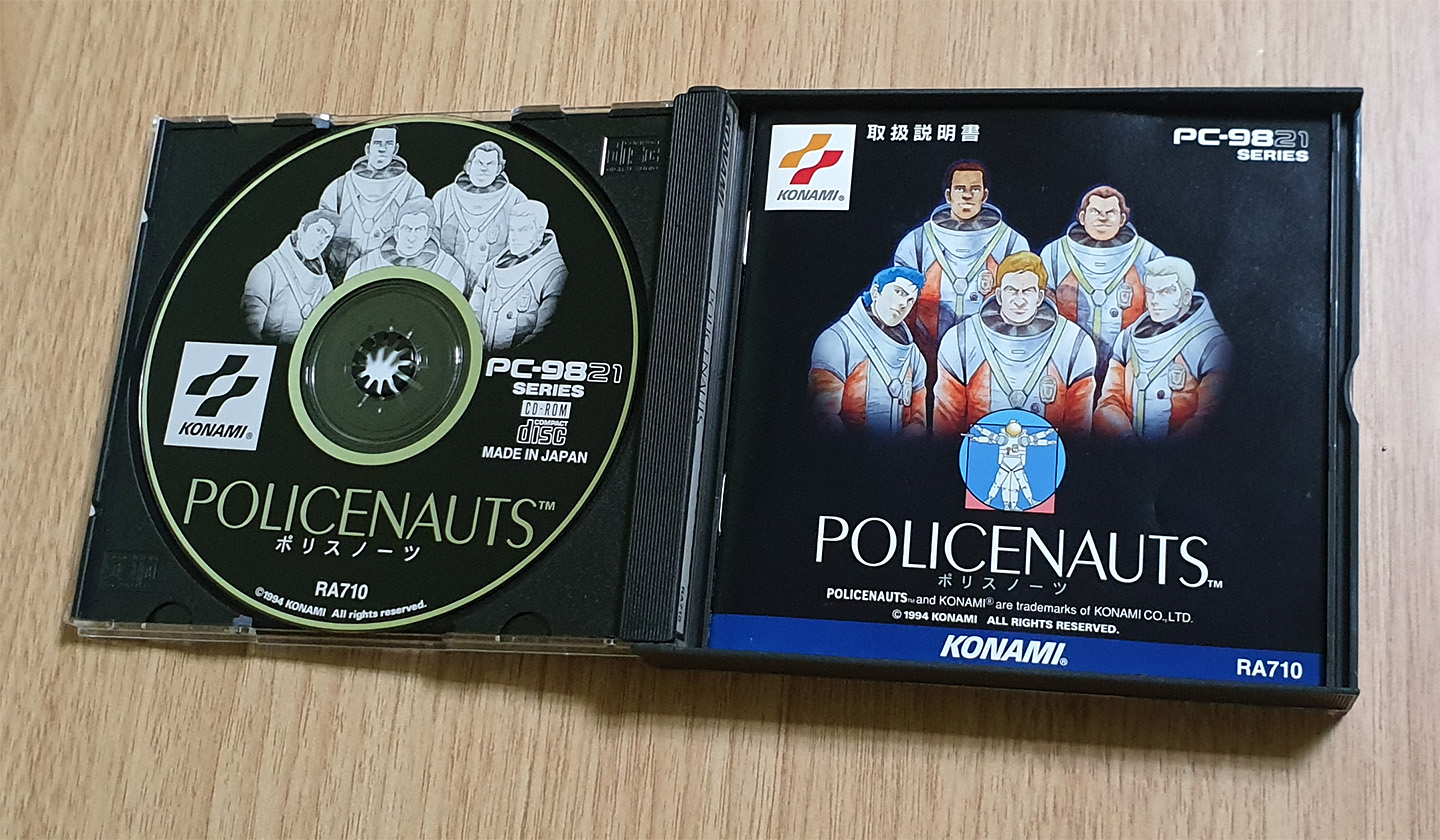 PC-9821
SERIES
CD-ROM
COMPACT
disc
MADE IN JAPAN
KONAMI®
POLICENAUTS™
ポリスノーツ
RA710
©1994 KONAMI All rights reserved.
KONAMI®
取扱説明書
PC-9821
SERIES
POLICENAUTS™
ポリスノーツ
POLICENAUTS™ and KONAMI® are trademarks of KONAMI CO., LTD.
© 1994 KONAMI ALL RIGHTS RESERVED.
KONAMI®
RA710